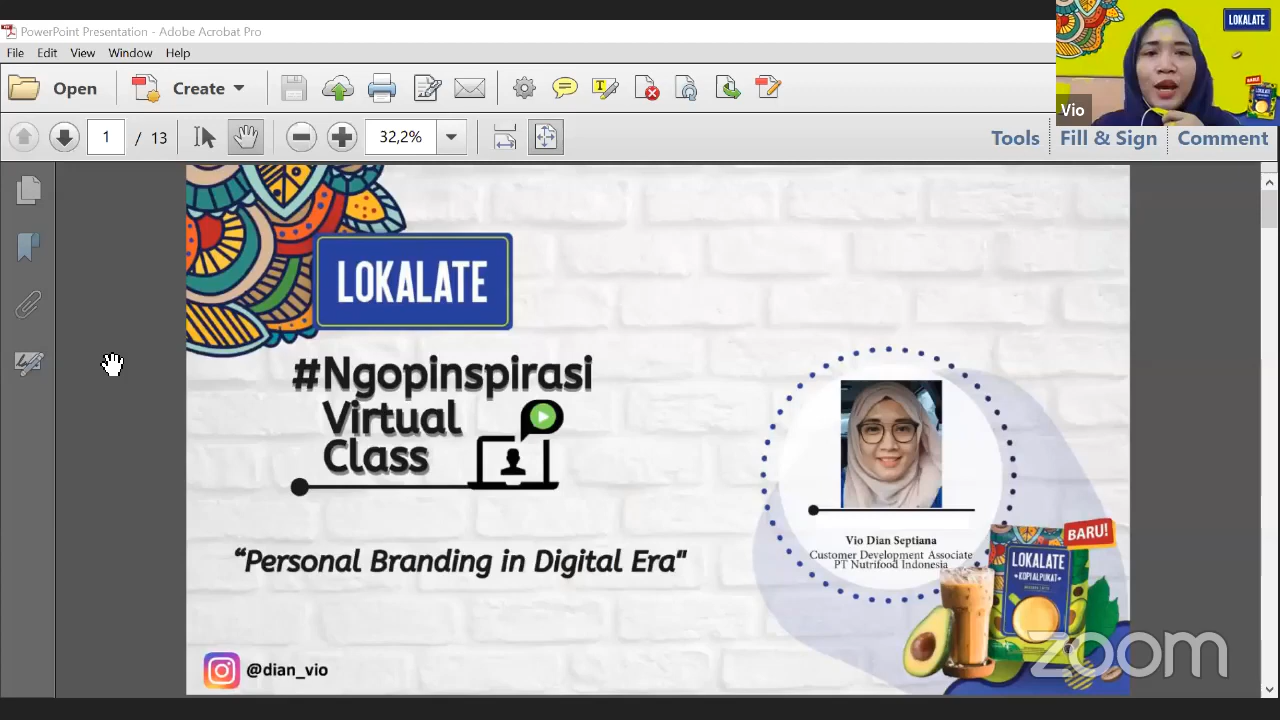 PowerPoint Presentation - Adobe Acrobat Pro
File Edit View Window Help
Open Create
1 / 13 32,2%
Tools Fill & Sign Comment
LOKALATE
Vio
LOKALATE
#Ngopinspirasi
Virtual
Class
“Personal Branding in Digital Era"
@dian_vio
Vio Dian Septiana
Customer Development Associate
PT Nutrifood Indonesia
BARU!
LOKALATE
KOPI ALPUKAT
zoom